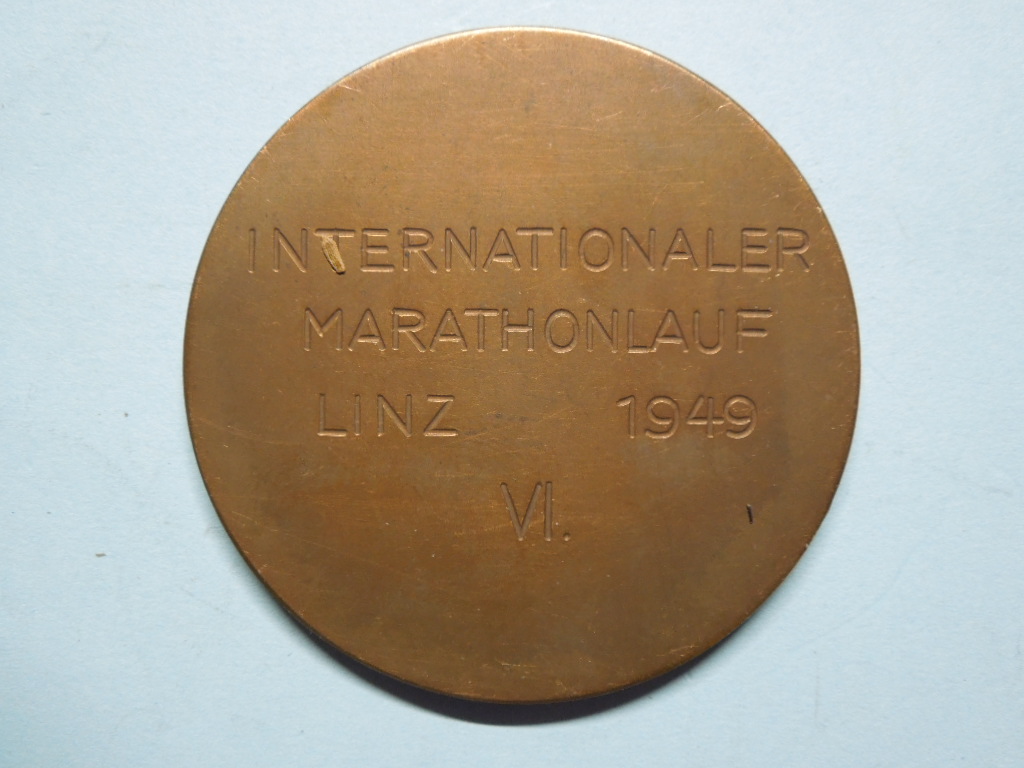 INTERNATIONALER
MARATHONLAUF
LINZ 1949
VI.